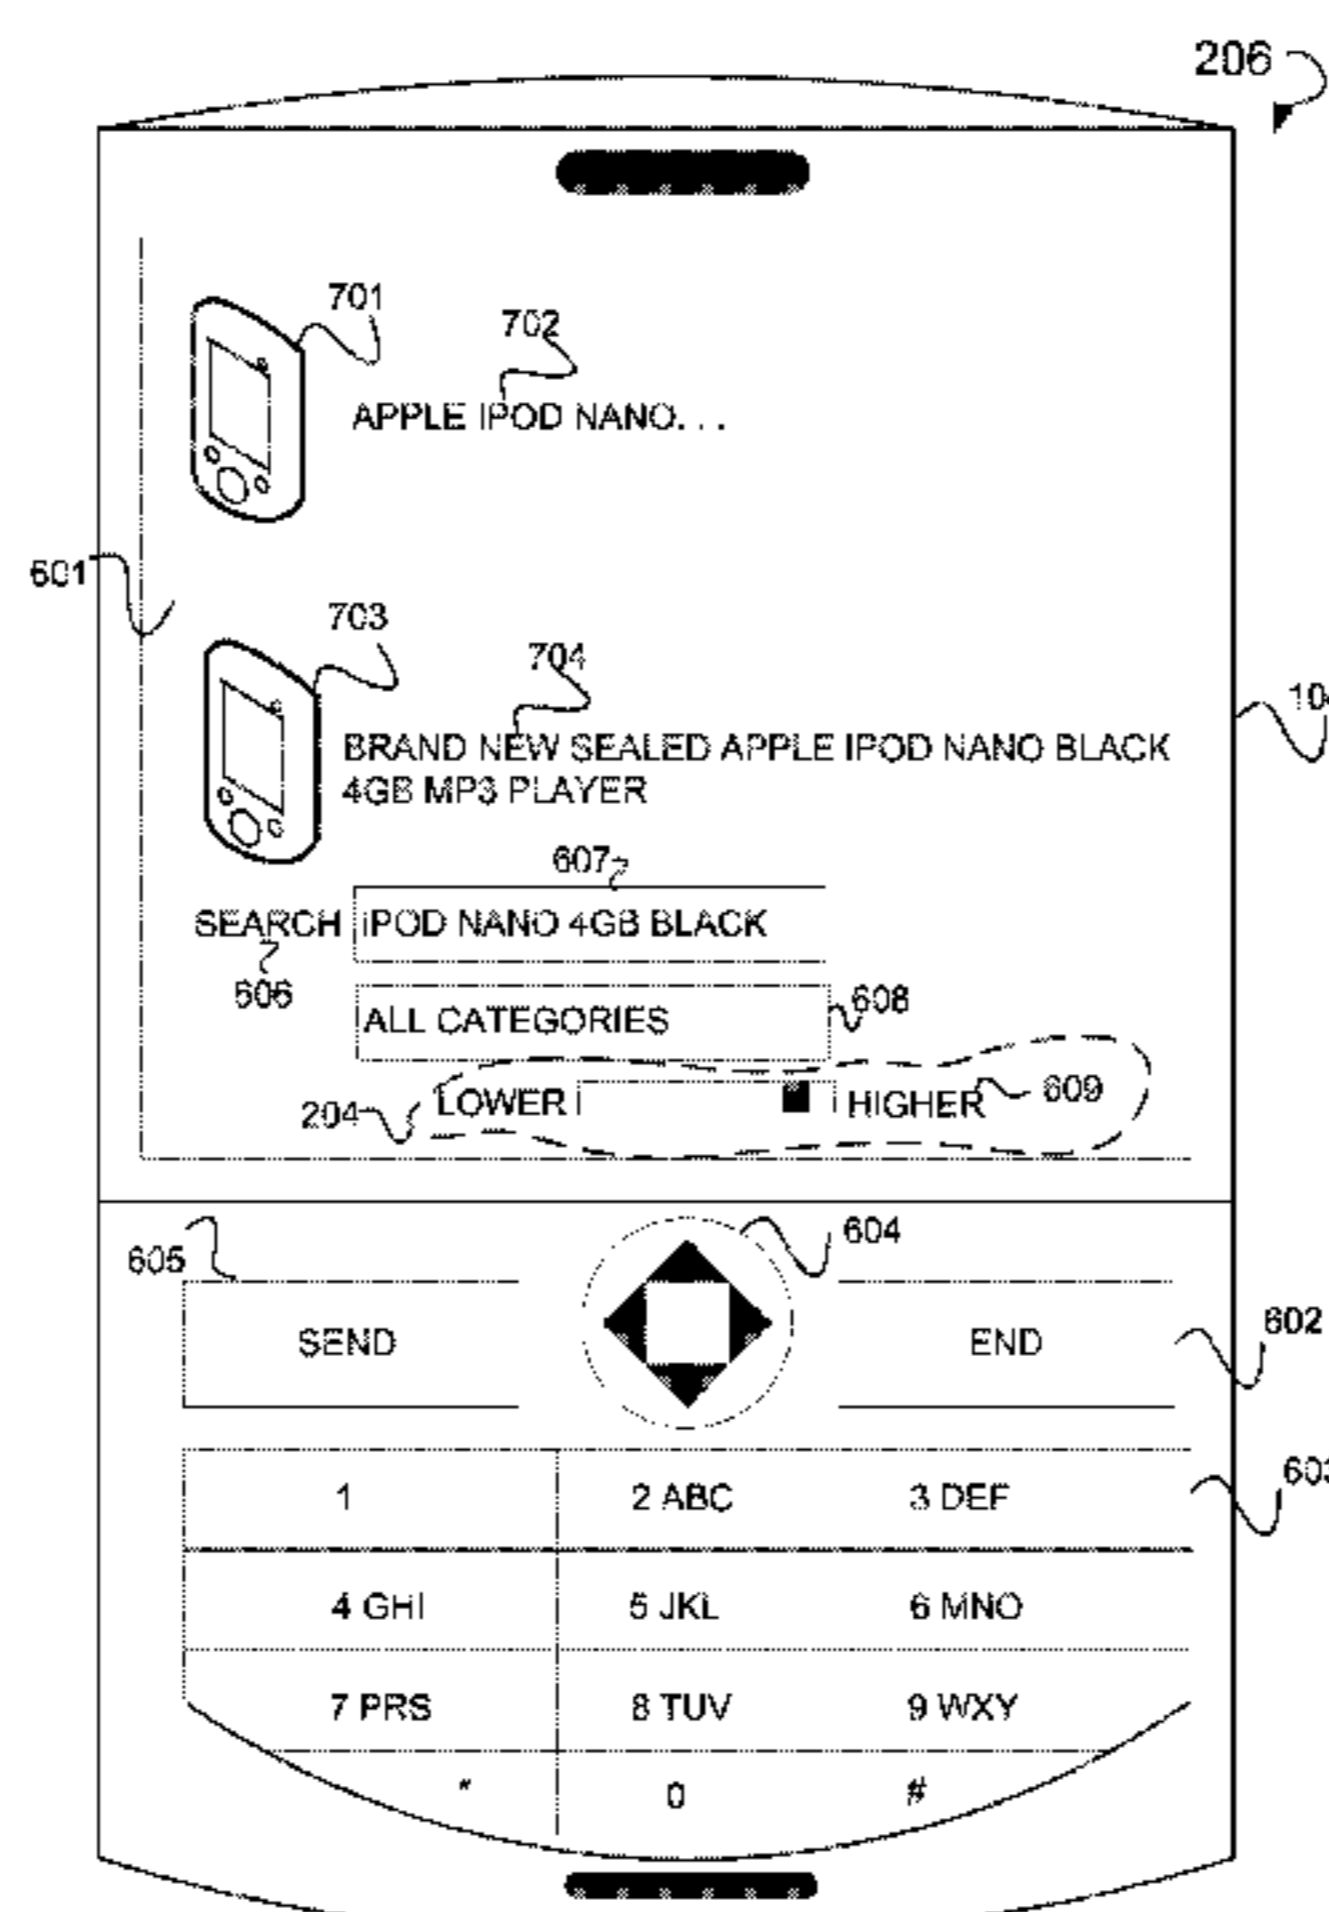 206
701
702
APPLE IPOD NANO. . .
601
703
704
BRAND NEW SEALED APPLE IPOD NANO BLACK
4GB MP3 PLAYER
607
SEARCH iPOD NANO 4GB BLACK
606
ALL CATEGORIES 608
204 LOWER HIGHER 609
605 604
SEND END 602
1 2 ABC 3 DEF 603
4 GHI 5 JKL 6 MNO
7 PRS 8 TUV 9 WXY
* 0 #